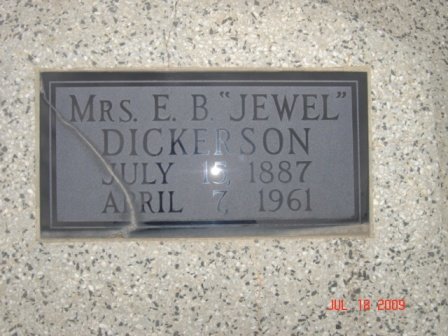 MRS. E. B. "JEWEL"
DICKERSON
JULY 15, 1887
APRIL 7, 1961
JUL 18 2009